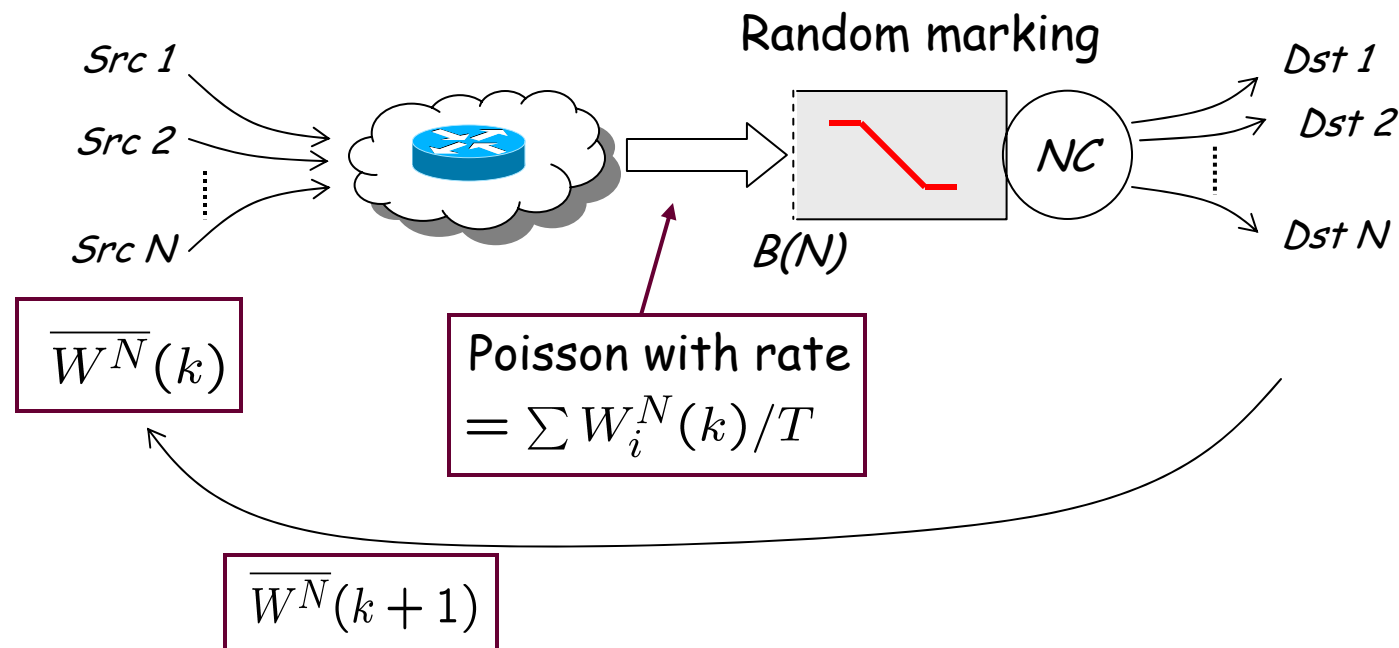 Random marking
Src 1
Src 2
Src N
NC
Dst 1
Dst 2
Dst N
B(N)
$\overline{W^N}(k)$
Poisson with rate
$= \sum W_i^N(k)/T$
$\overline{W^N}(k+1)$